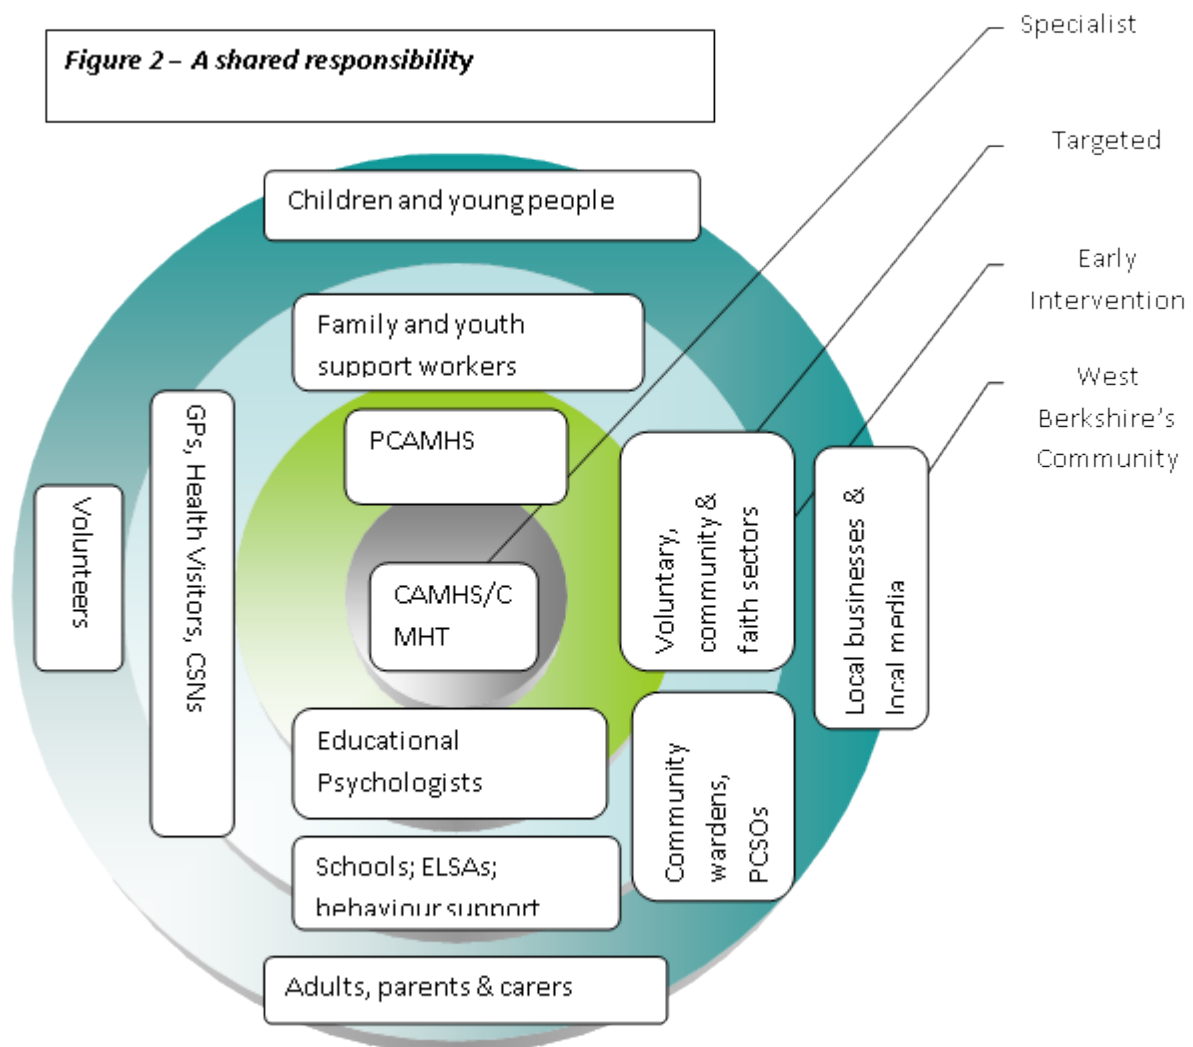 Figure 2 – A shared responsibility
Specialist
Targeted
Early
Intervention
West
Berkshire's
Community
Children and young people
Family and youth
support workers
PCAMHS
CAMHS/C
MHT
GPs, Health Visitors, CSNs
Volunteers
Voluntary,
community &
faith sectors
Local businesses &
local media
Community
wardens,
PCSOs
Educational
Psychologists
Schools; ELSAs;
behaviour support
Adults, parents & carers